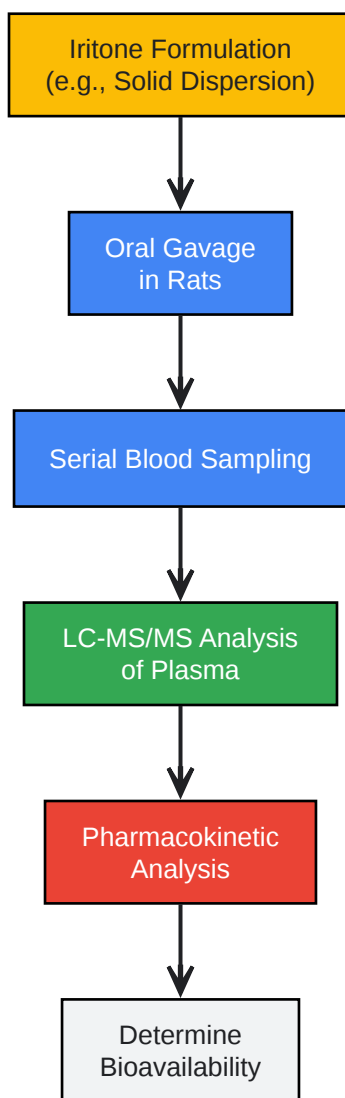 Iritone Formulation
(e.g., Solid Dispersion)
Oral Gavage
in Rats
Serial Blood Sampling
LC-MS/MS Analysis
of Plasma
Pharmacokinetic
Analysis
Determine
Bioavailability